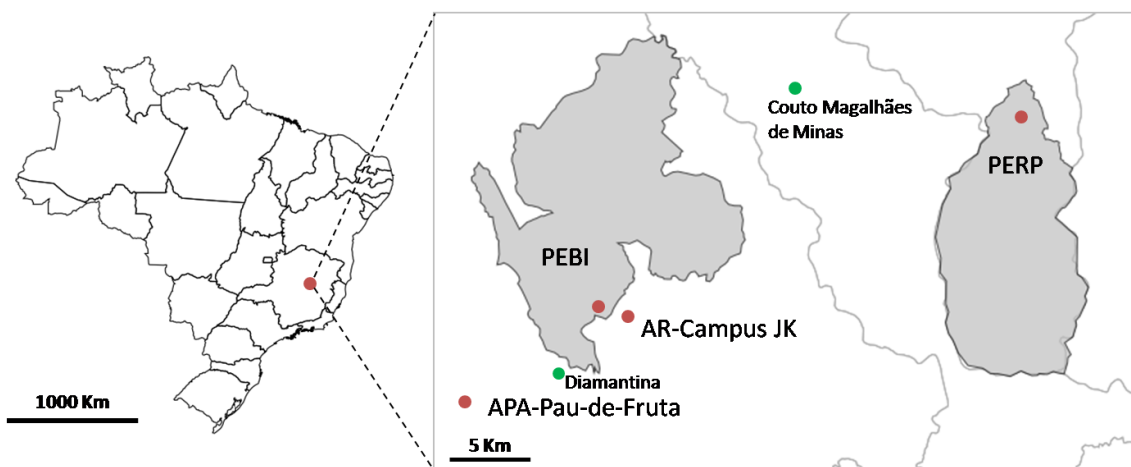 1000 Km
Couto Magalhães
de Minas
PERP
PEBI
AR-Campus JK
Diamantina
APA-Pau-de-Fruta
5 Km